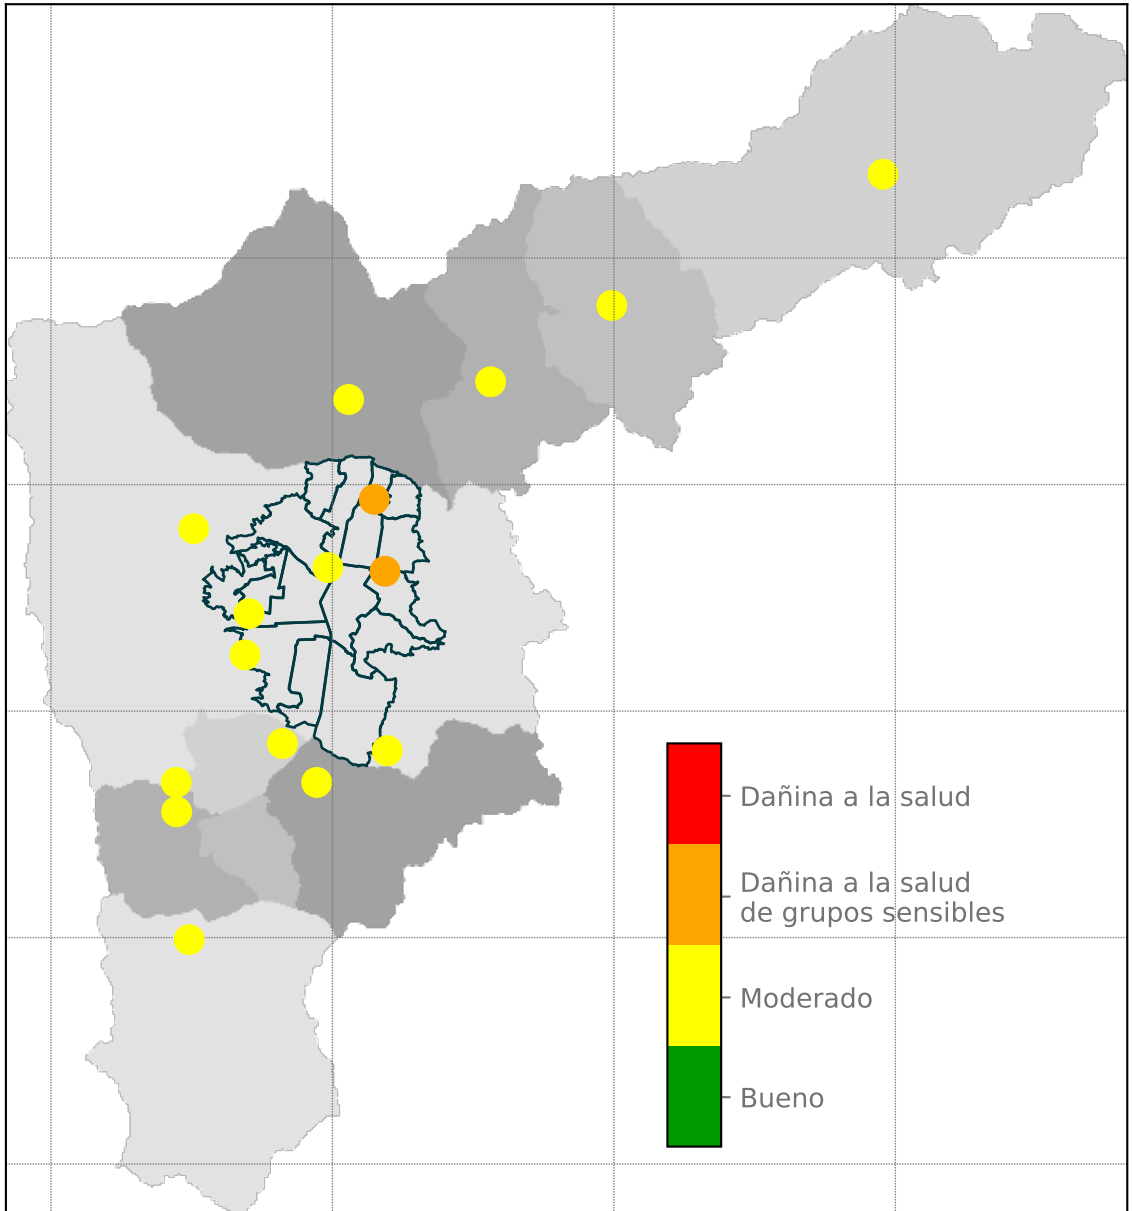 Dañina a la salud
Dañina a la salud
de grupos sensibles
Moderado
Bueno